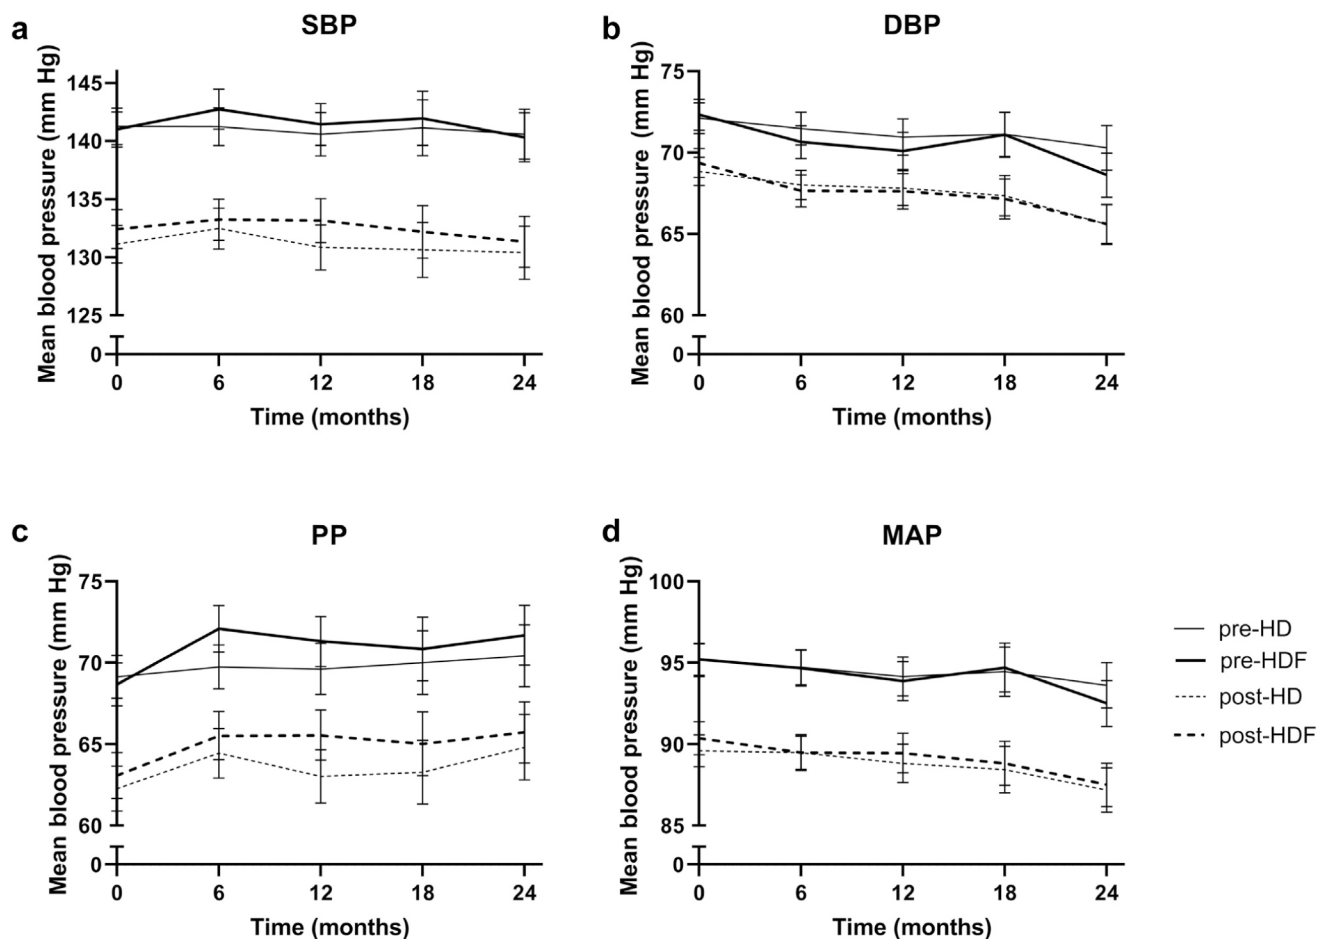 a
SBP
Mean blood pressure (mm Hg)
145
140
135
130
125
0
0 6 12 18 24
Time (months)
b
DBP
Mean blood pressure (mm Hg)
75
70
65
60
0
0 6 12 18 24
Time (months)
c
PP
Mean blood pressure (mm Hg)
75
70
65
60
0
0 6 12 18 24
Time (months)
d
MAP
Mean blood pressure (mm Hg)
100
95
90
85
0
0 6 12 18 24
Time (months)
pre-HD
pre-HDF
post-HD
post-HDF